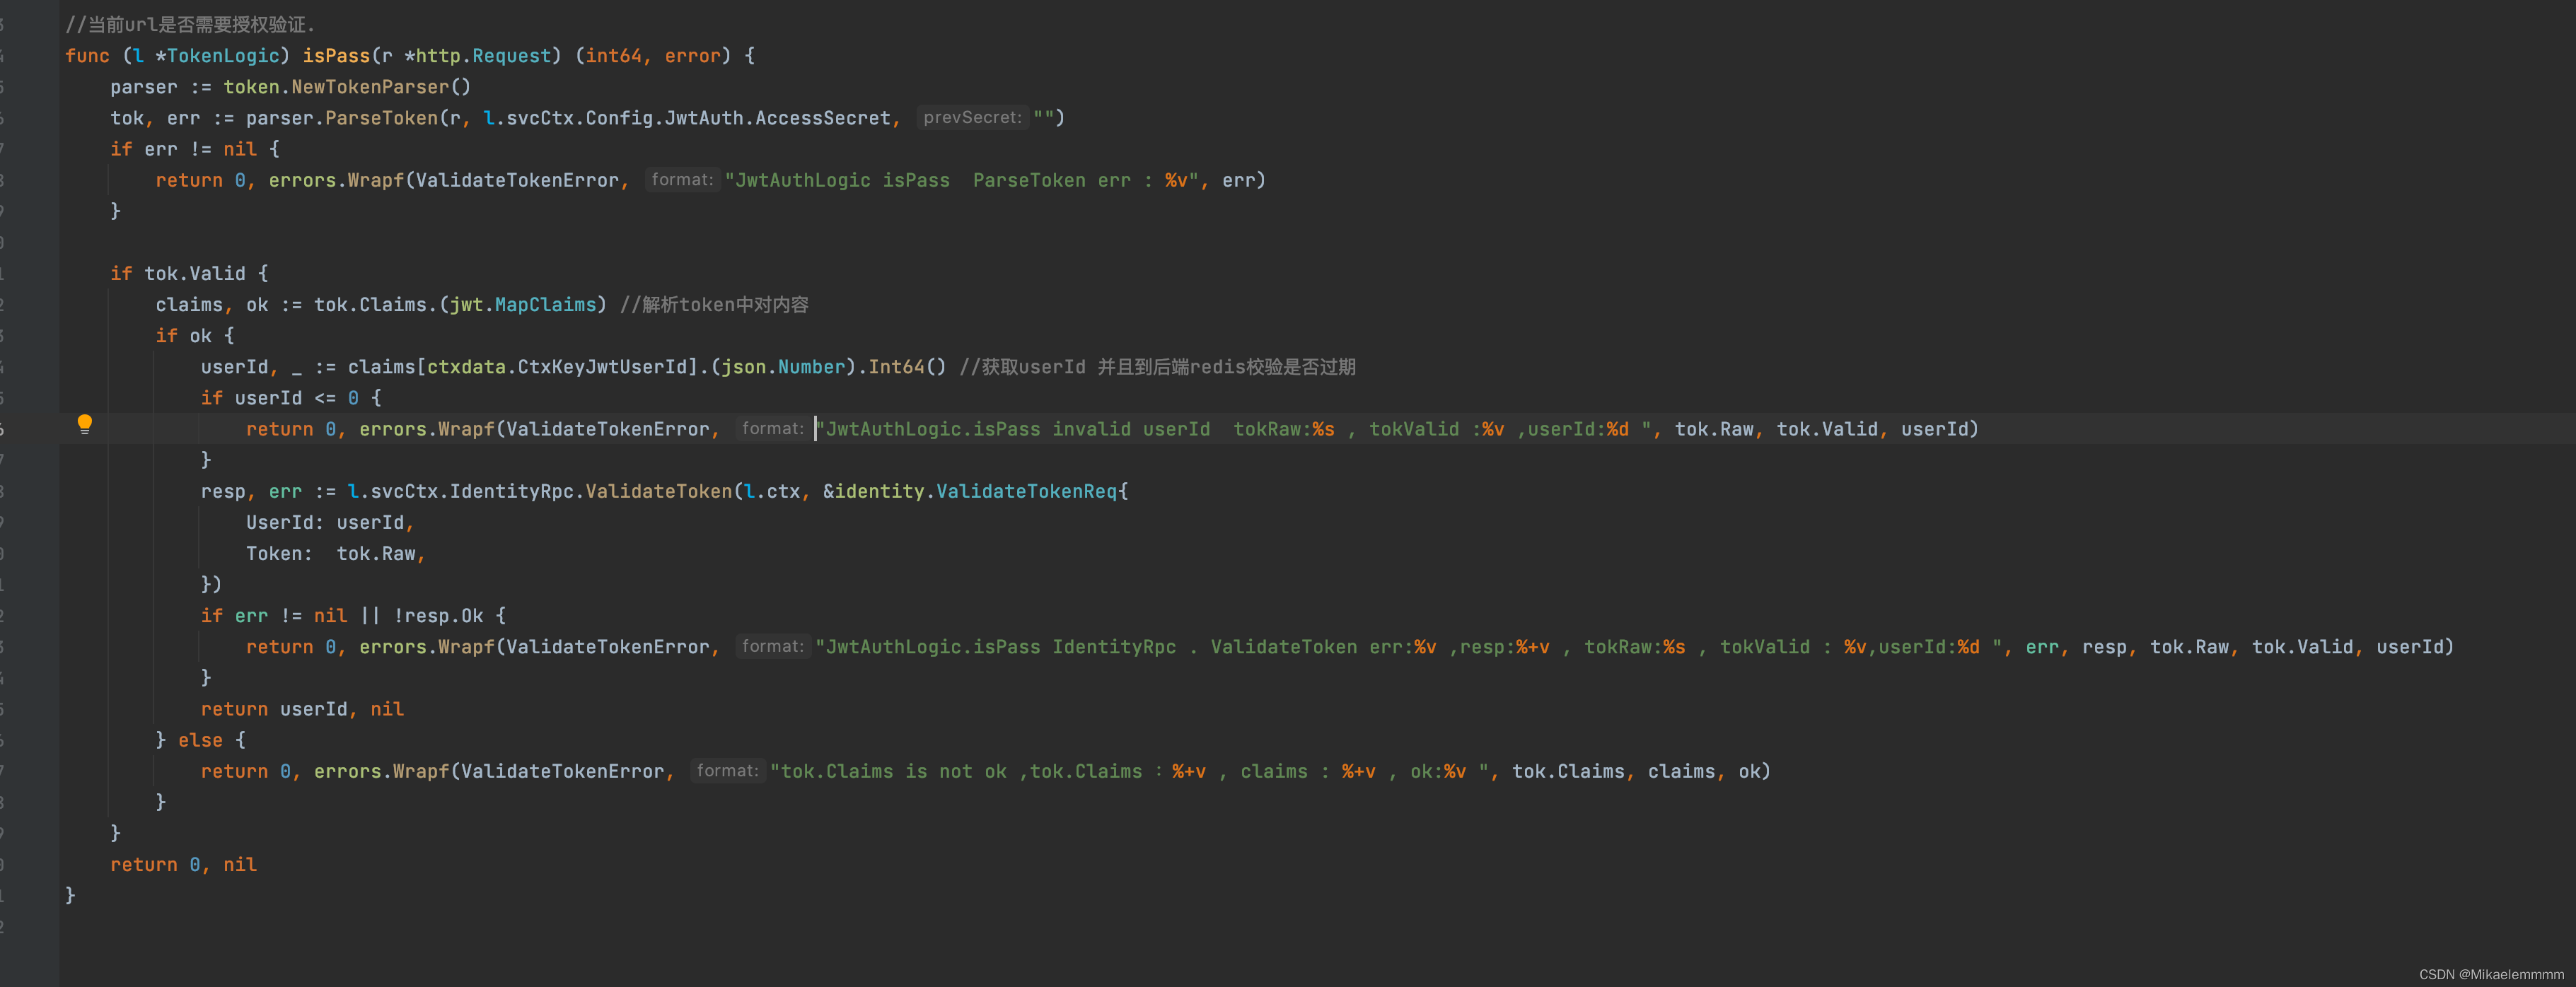 //当前url是否需要授权验证.
func (l *TokenLogic) isPass(r *http.Request) (int64, error) {
    parser := token.NewTokenParser()
    tok, err := parser.ParseToken(r, l.svcCtx.Config.JwtAuth.AccessSecret, prevSecret: "")
    if err != nil {
        return 0, errors.Wrapf(ValidateTokenError, format: "JwtAuthLogic isPass  ParseToken err : %v", err)
    }

    if tok.Valid {
        claims, ok := tok.Claims.(jwt.MapClaims) //解析token中对内容
        if ok {
            userId, _ := claims[ctxdata.CtxKeyJwtUserId].(json.Number).Int64() //获取userId 并且到后端redis校验是否过期
            if userId <= 0 {
                return 0, errors.Wrapf(ValidateTokenError, format: "JwtAuthLogic.isPass invalid userId  tokRaw:%s , tokValid :%v ,userId:%d ", tok.Raw, tok.Valid, userId)
            }
            resp, err := l.svcCtx.IdentityRpc.ValidateToken(l.ctx, &identity.ValidateTokenReq{
                UserId: userId,
                Token:  tok.Raw,
            })
            if err != nil || !resp.Ok {
                return 0, errors.Wrapf(ValidateTokenError, format: "JwtAuthLogic.isPass IdentityRpc . ValidateToken err:%v ,resp:%+v , tokRaw:%s , tokValid : %v,userId:%d ", err, resp, tok.Raw, tok.Valid, userId)
            }
            return userId, nil
        } else {
            return 0, errors.Wrapf(ValidateTokenError, format: "tok.Claims is not ok ,tok.Claims ：%+v , claims : %+v , ok:%v ", tok.Claims, claims, ok)
        }
    }
    return 0, nil
}
CSDN @Mikaelemmmm